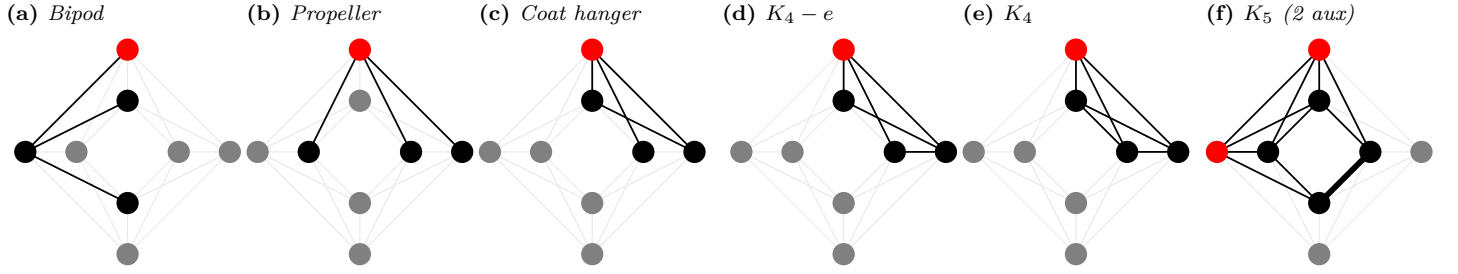 (a) Bipod
(b) Propeller
(c) Coat hanger
(d) K₄ − e
(e) K₄
(f) K₅ (2 aux)